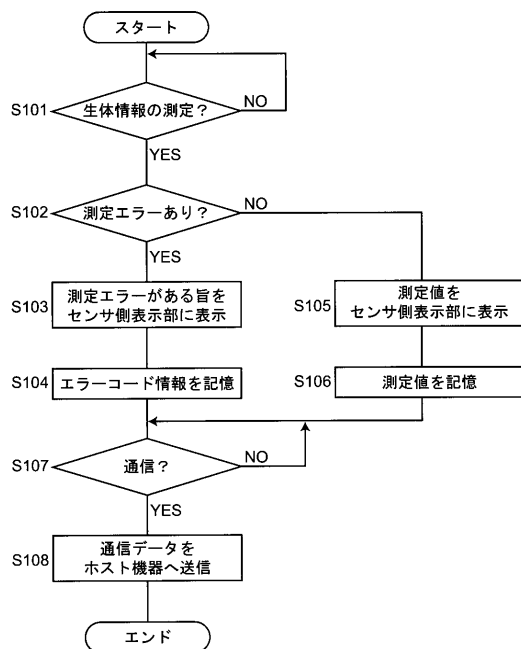 スタート
S101
生体情報の測定?
NO
YES
S102
測定エラーあり?
NO
YES
S103
測定エラーがある旨を
センサ側表示部に表示
S105
測定値を
センサ側表示部に表示
S104
エラーコード情報を記憶
S106
測定値を記憶
S107
通信?
NO
YES
S108
通信データを
ホスト機器へ送信
エンド